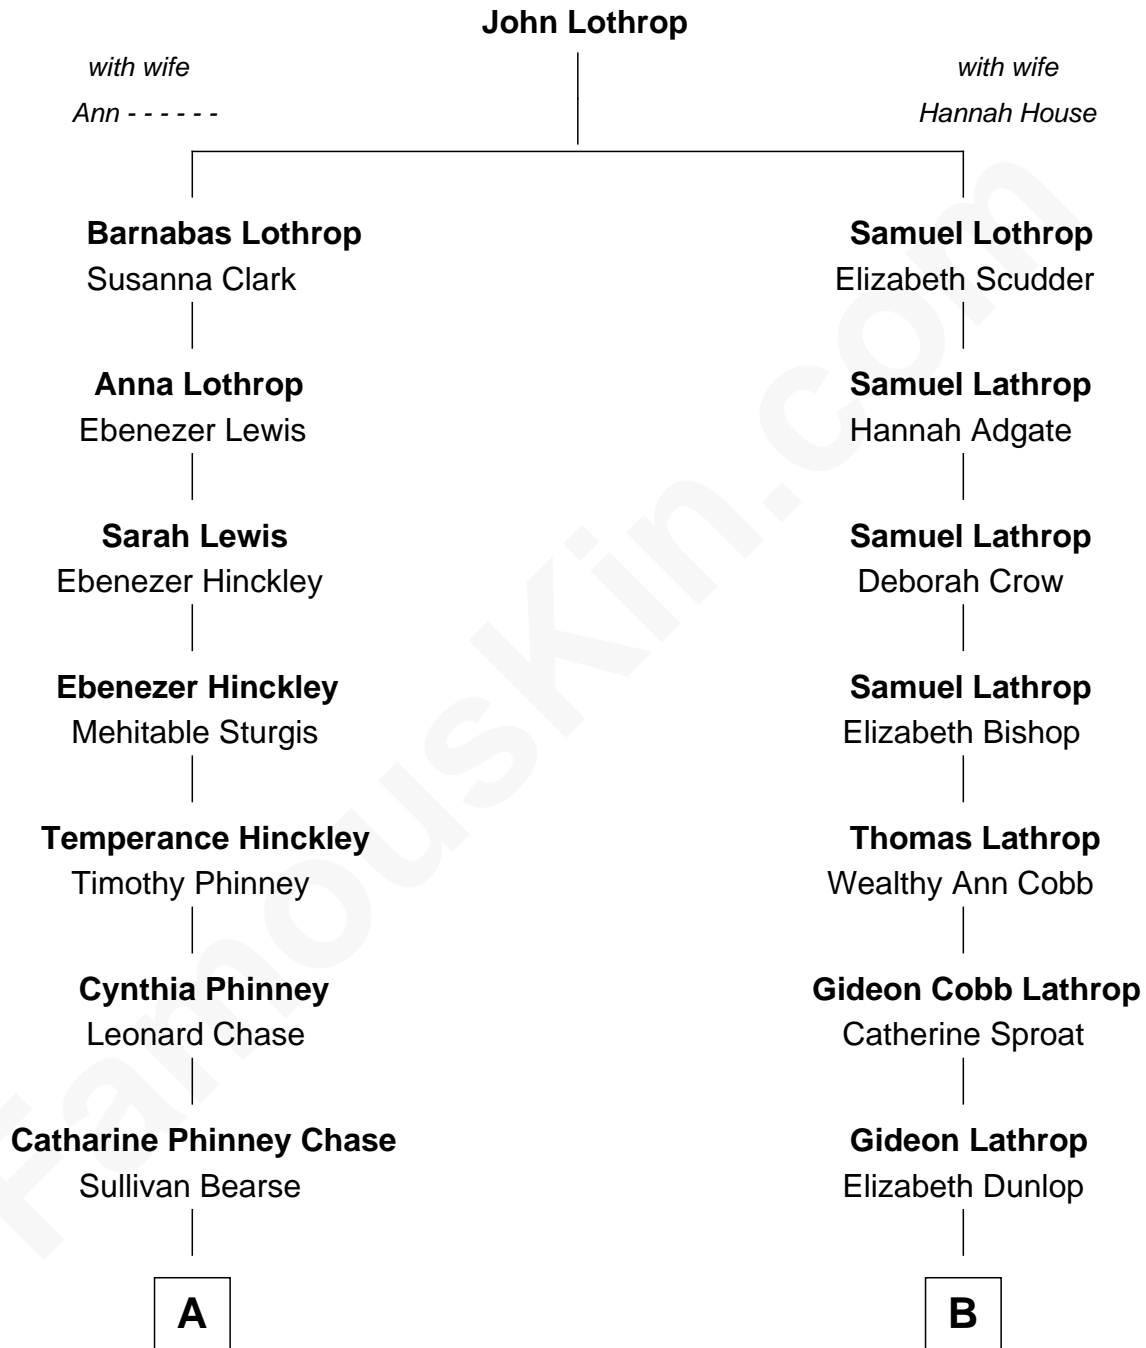 John Lothrop
with wife
Ann - - - - - -
with wife
Hannah House
Barnabas Lothrop
Susanna Clark
Samuel Lothrop
Elizabeth Scudder
Anna Lothrop
Ebenezer Lewis
Samuel Lathrop
Hannah Adgate
Sarah Lewis
Ebenezer Hinckley
Samuel Lathrop
Deborah Crow
Ebenezer Hinckley
Mehitable Sturgis
Samuel Lathrop
Elizabeth Bishop
Temperance Hinckley
Timothy Phinney
Thomas Lathrop
Wealthy Ann Cobb
Cynthia Phinney
Leonard Chase
Gideon Cobb Lathrop
Catherine Sproat
Catharine Phinney Chase
Sullivan Bearse
Gideon Lathrop
Elizabeth Dunlop
A
B
FamousKin.com